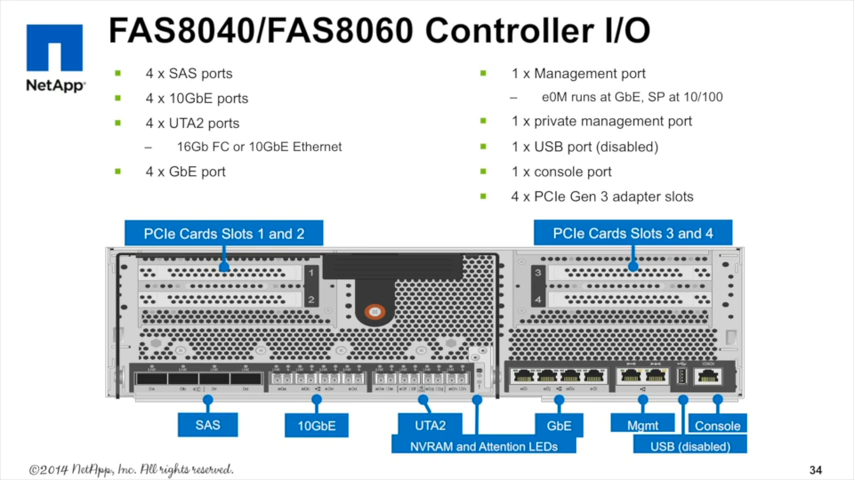 FAS8040/FAS8060 Controller I/O
NetApp
4 x SAS ports
4 x 10GbE ports
4 x UTA2 ports
– 16Gb FC or 10GbE Ethernet
4 x GbE port
1 x Management port
– e0M runs at GbE, SP at 10/100
1 x private management port
1 x USB port (disabled)
1 x console port
4 x PCIe Gen 3 adapter slots
PCIe Cards Slots 1 and 2
PCIe Cards Slots 3 and 4
1
2
3
4
SAS
10GbE
UTA2
GbE
Mgmt
Console
NVRAM and Attention LEDs
USB (disabled)
©2014 NetApp, Inc. All rights reserved.
34